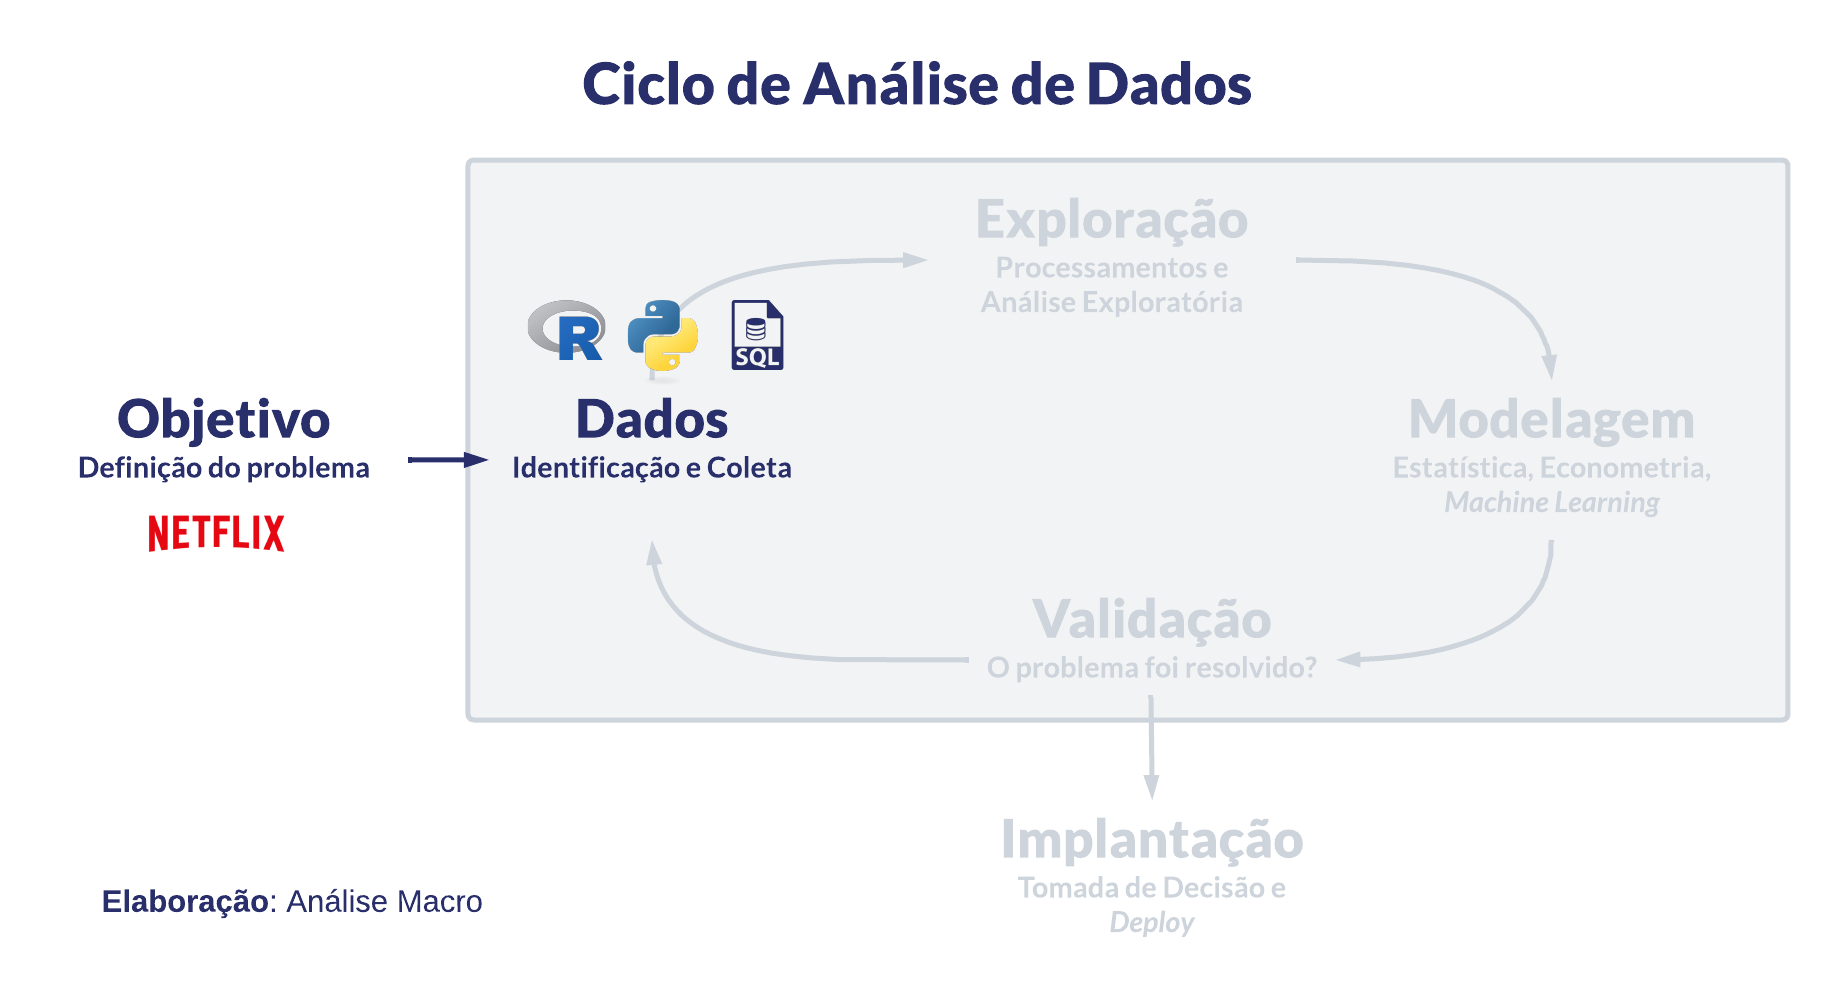 Ciclo de Análise de Dados
Exploração
Processamentos e
Análise Exploratória
R
SQL
Objetivo
Definição do problema
NETFLIX
Dados
Identificação e Coleta
Modelagem
Estatística, Econometria,
Machine Learning
Validação
O problema foi resolvido?
Implantação
Tomada de Decisão e
Deploy
Elaboração: Análise Macro